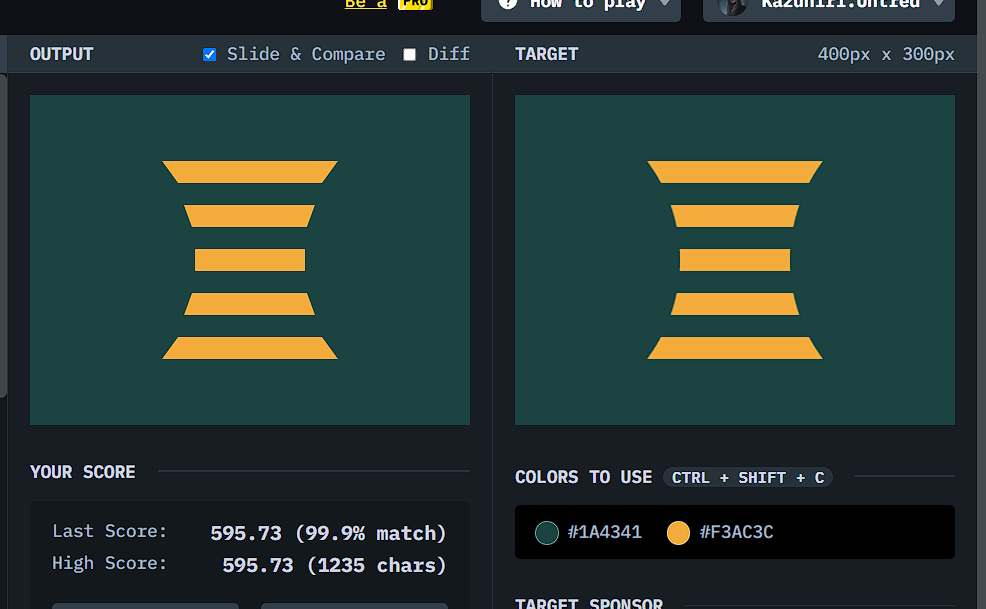 Be a PRO
How to play
Kazuhiri.Untred
OUTPUT
Slide & Compare
Diff
TARGET
400px x 300px
YOUR SCORE
Last Score: 595.73 (99.9% match)
High Score: 595.73 (1235 chars)
COLORS TO USE
CTRL + SHIFT + C
#1A4341
#F3AC3C
TARGET SPONSOR